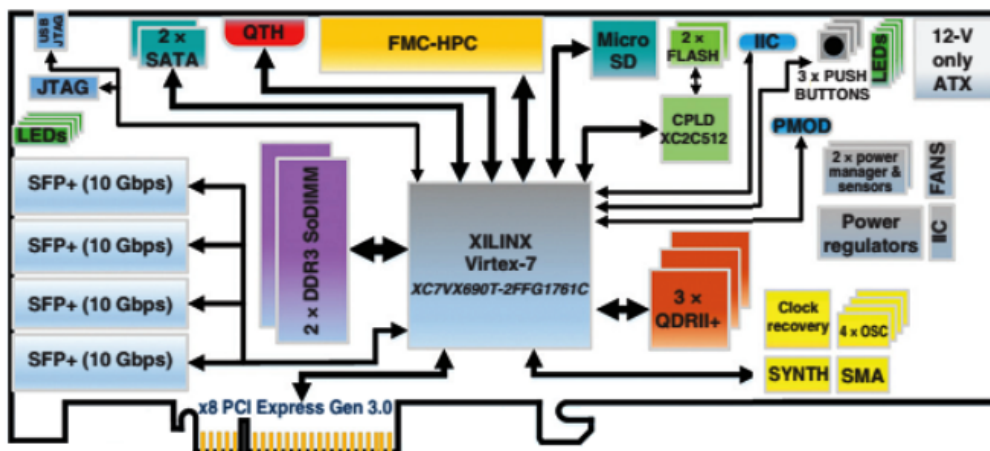 USB
JTAG
JTAG
LEDs
2 × SATA
QTH
FMC-HPC
Micro
SD
2 ×
FLASH
CPLD
XC2C512
IIC
3 x PUSH
BUTTONS
LEDs
12-V
only
ATX
PMOD
2 × power
manager &
sensors
FANS
Power
regulators
IIC
SFP+ (10 Gbps)
SFP+ (10 Gbps)
SFP+ (10 Gbps)
SFP+ (10 Gbps)
2 × DDR3 SoDIMM
XILINX
Virtex-7
XC7VX690T-2FFG1761C
3 ×
QDRII+
Clock
recovery
4 x OSC
SYNTH
SMA
x8 PCI Express Gen 3.0